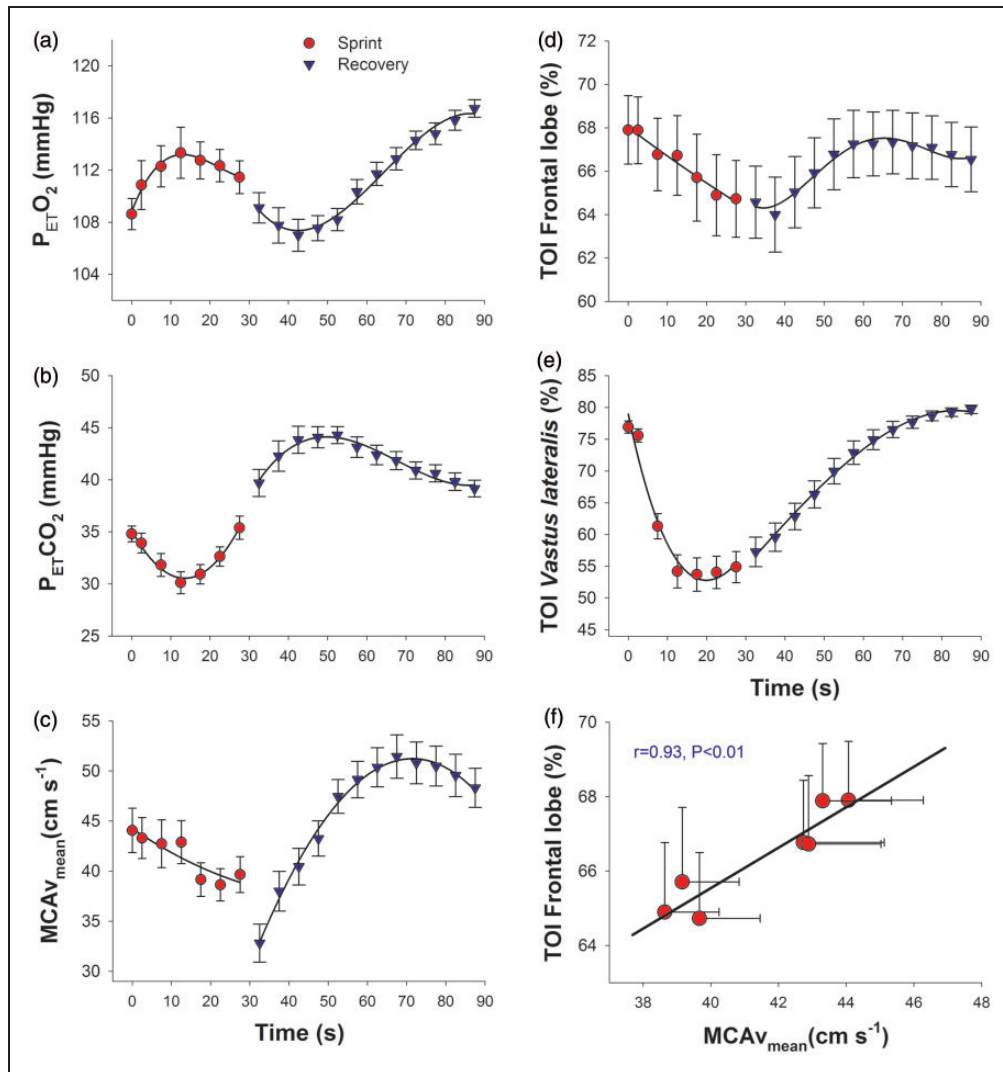 (a)
Sprint
Recovery
P_ETO₂ (mmHg)
120
116
112
108
104
0 10 20 30 40 50 60 70 80 90
(b)
P_ETCO₂ (mmHg)
50
45
40
35
30
25
0 10 20 30 40 50 60 70 80 90
(c)
MCAv_mean(cm s⁻¹)
55
50
45
40
35
30
0 10 20 30 40 50 60 70 80 90
Time (s)
(d)
TOI Frontal lobe (%)
72
70
68
66
64
62
60
0 10 20 30 40 50 60 70 80 90
(e)
TOI Vastus lateralis (%)
85
80
75
70
65
60
55
50
45
0 10 20 30 40 50 60 70 80 90
Time (s)
(f)
r=0.93, P<0.01
TOI Frontal lobe (%)
70
68
66
64
38 40 42 44 46 48
MCAv_mean(cm s⁻¹)